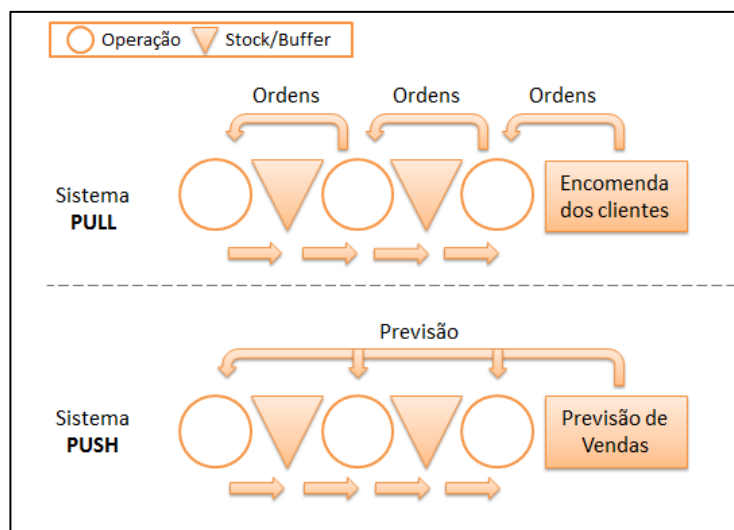 Operação
Stock/Buffer
Ordens
Ordens
Ordens
Sistema
PULL
Encomenda
dos clientes
Previsão
Sistema
PUSH
Previsão de
Vendas